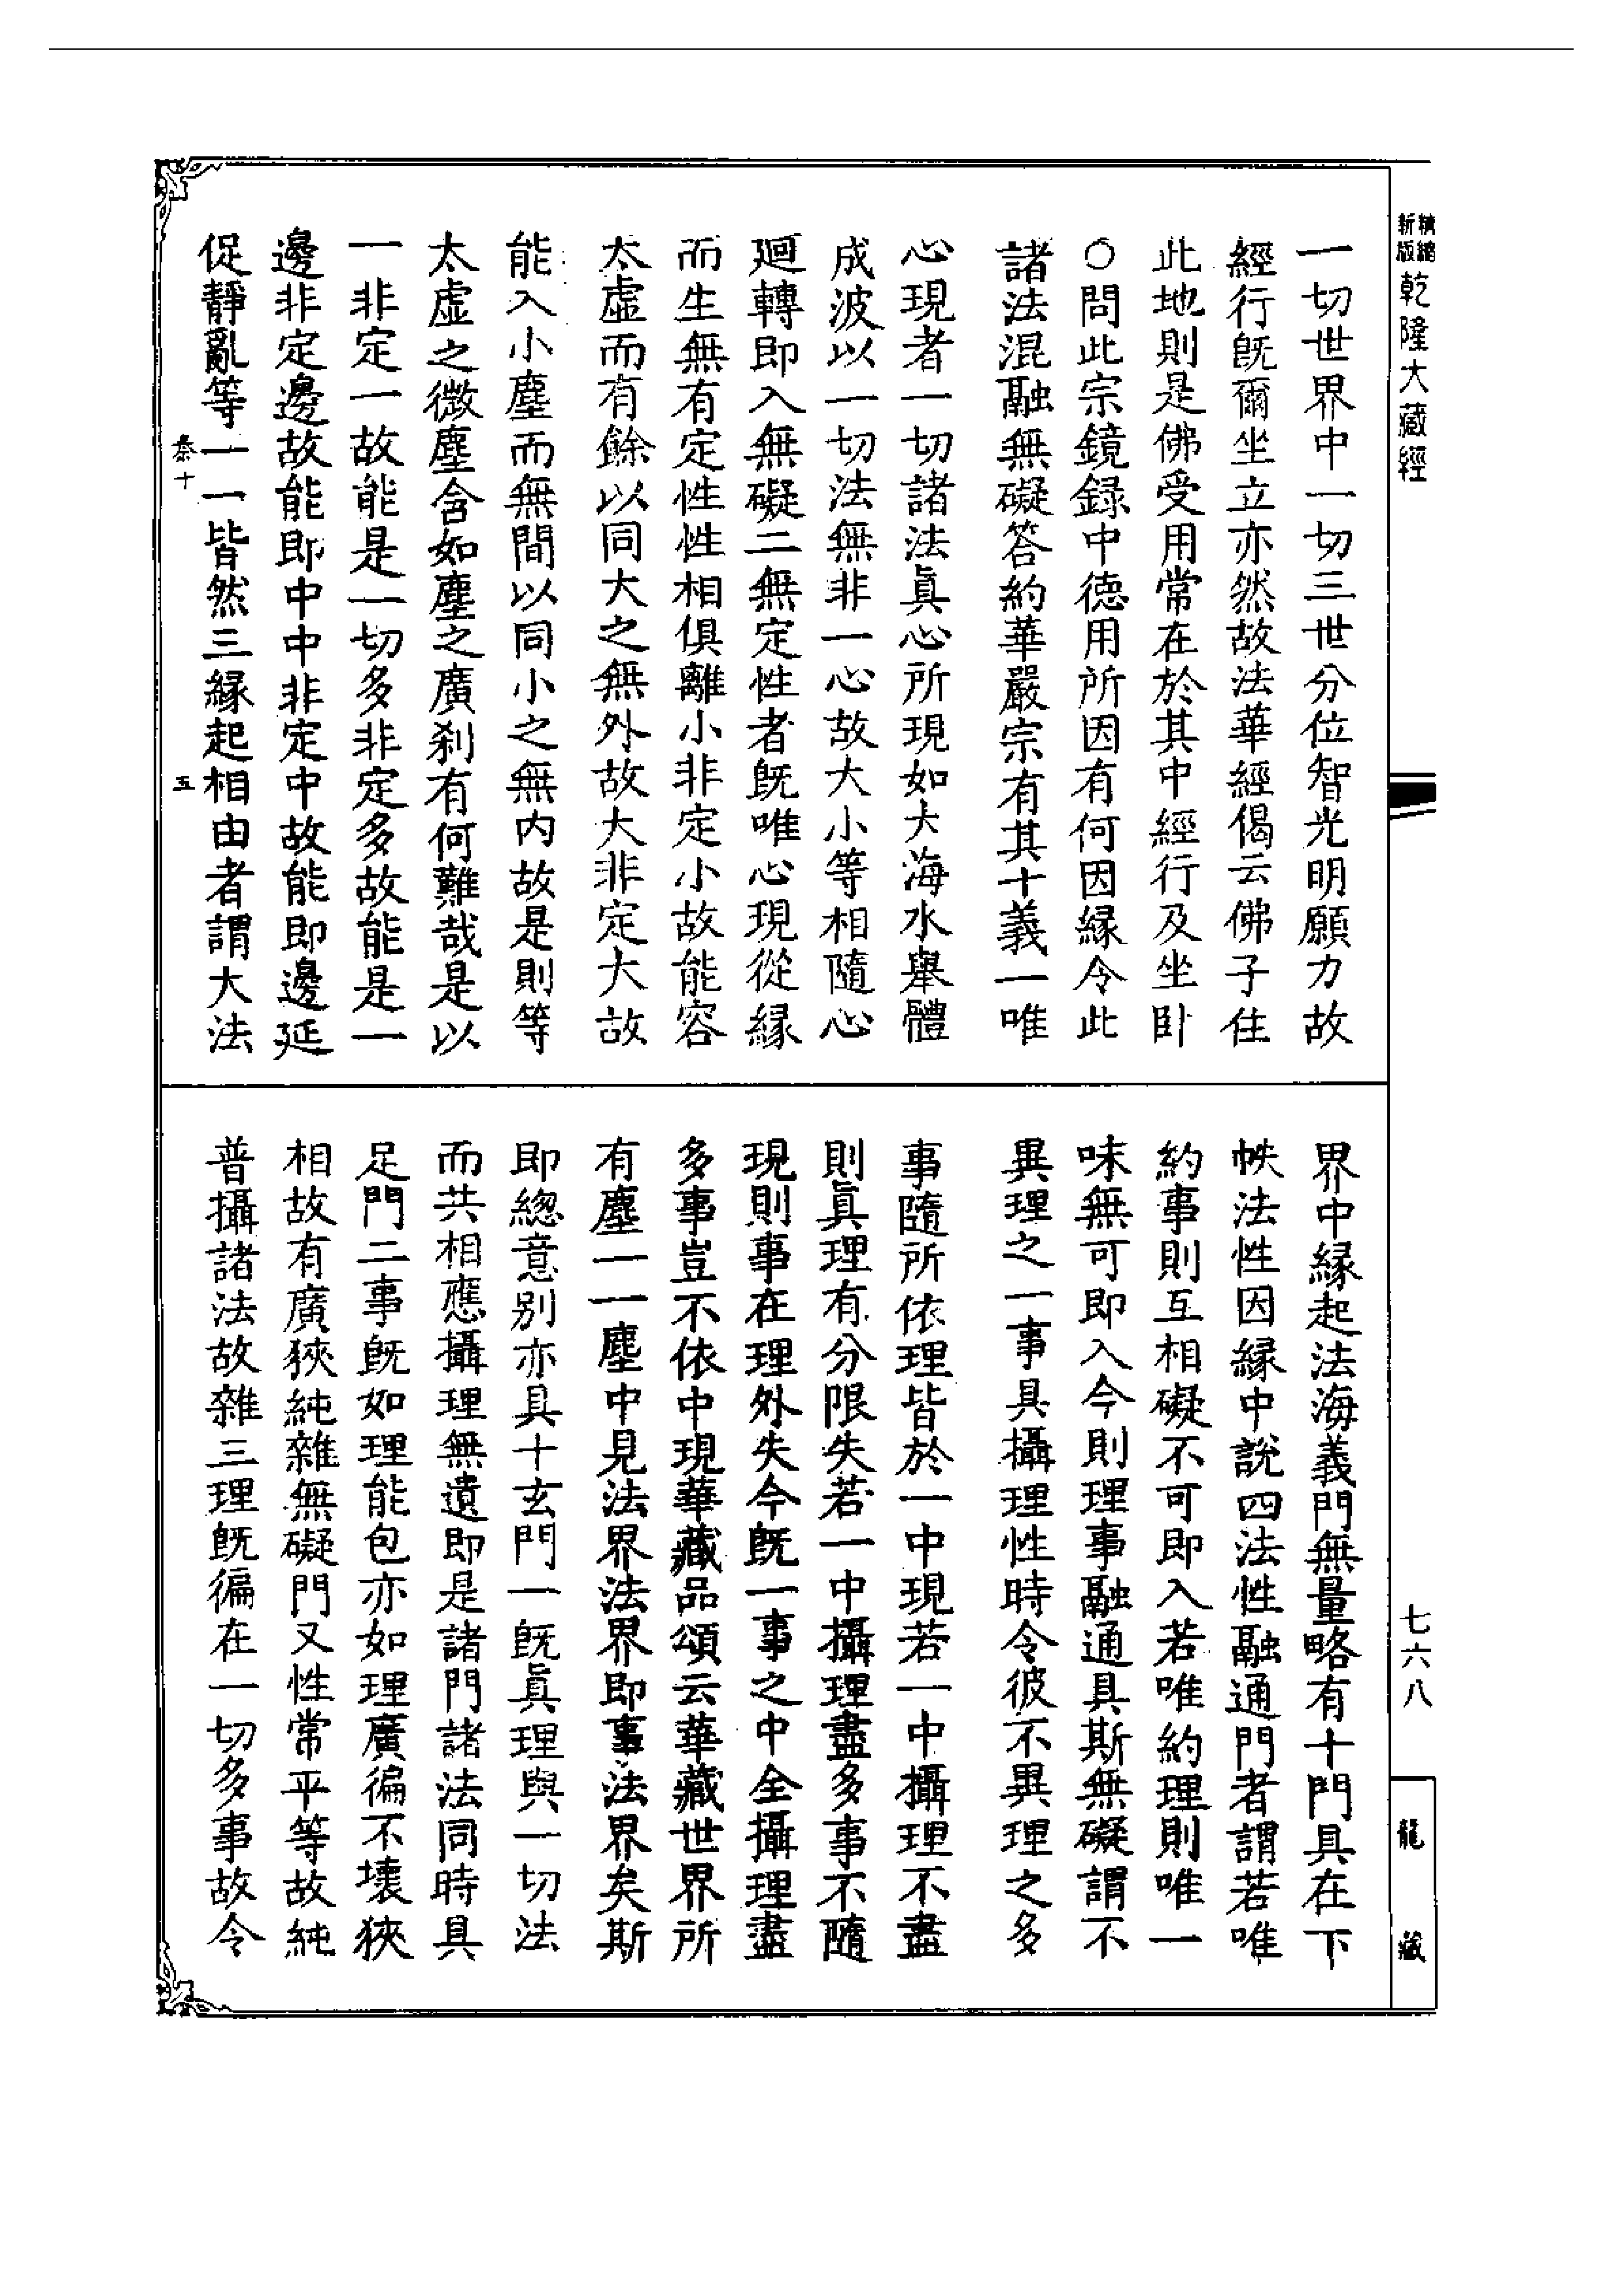 精縮新版乾隆大藏經
一切世界中一切三世分位智光明願力故
經行旣爾坐立亦然故法華經偈云佛子住
此地則是佛受用常在於其中經行及坐卧
○問此宗鏡録中德用所因有何因縁令此
諸法混融無礙答約華嚴宗有其十義一唯
心現者一切諸法眞心所現如大海水舉體
成波以一切法無非一心故大小等相隨心
廻轉即入無礙二無定性者旣唯心現從縁
而生無有定性性相俱離小非定小故能容
太虛而有餘以同大之無外故大非定大故
能入小塵而無間以同小之無内故是則等
太虛之微塵含如塵之廣刹有何難哉是以
一非定一故能是一切多非定多故能是一
邊非定邊故能即中中非定中故能即邊延
促靜亂等一一皆然三縁起相由者謂大法
界中縁起法海義門無量略有十門具在下
帙法性因縁中説四法性融通門者謂若唯
約事則互相礙不可即入若唯約理則唯一
味無可即入今則理事融通具斯無礙謂不
異理之一事具攝理性時令彼不異理之多
事隨所依理皆於一中現若一中攝理不盡
則眞理有分限失若一中攝理盡多事不隨
現則事在理外失今旣一事之中全攝理盡
多事豈不依中現華藏品頌云華藏世界所
有塵一一塵中見法界法界即事法界矣斯
即總意别亦具十玄門一旣眞理與一切法
而共相應攝理無遺即是諸門諸法同時具
足門二事旣如理能包亦如理廣徧不壞狹
相故有廣狹純雜無礙門又性常平等故純
普攝諸法故雜三理旣徧在一切多事故令
七六八
龍藏
五